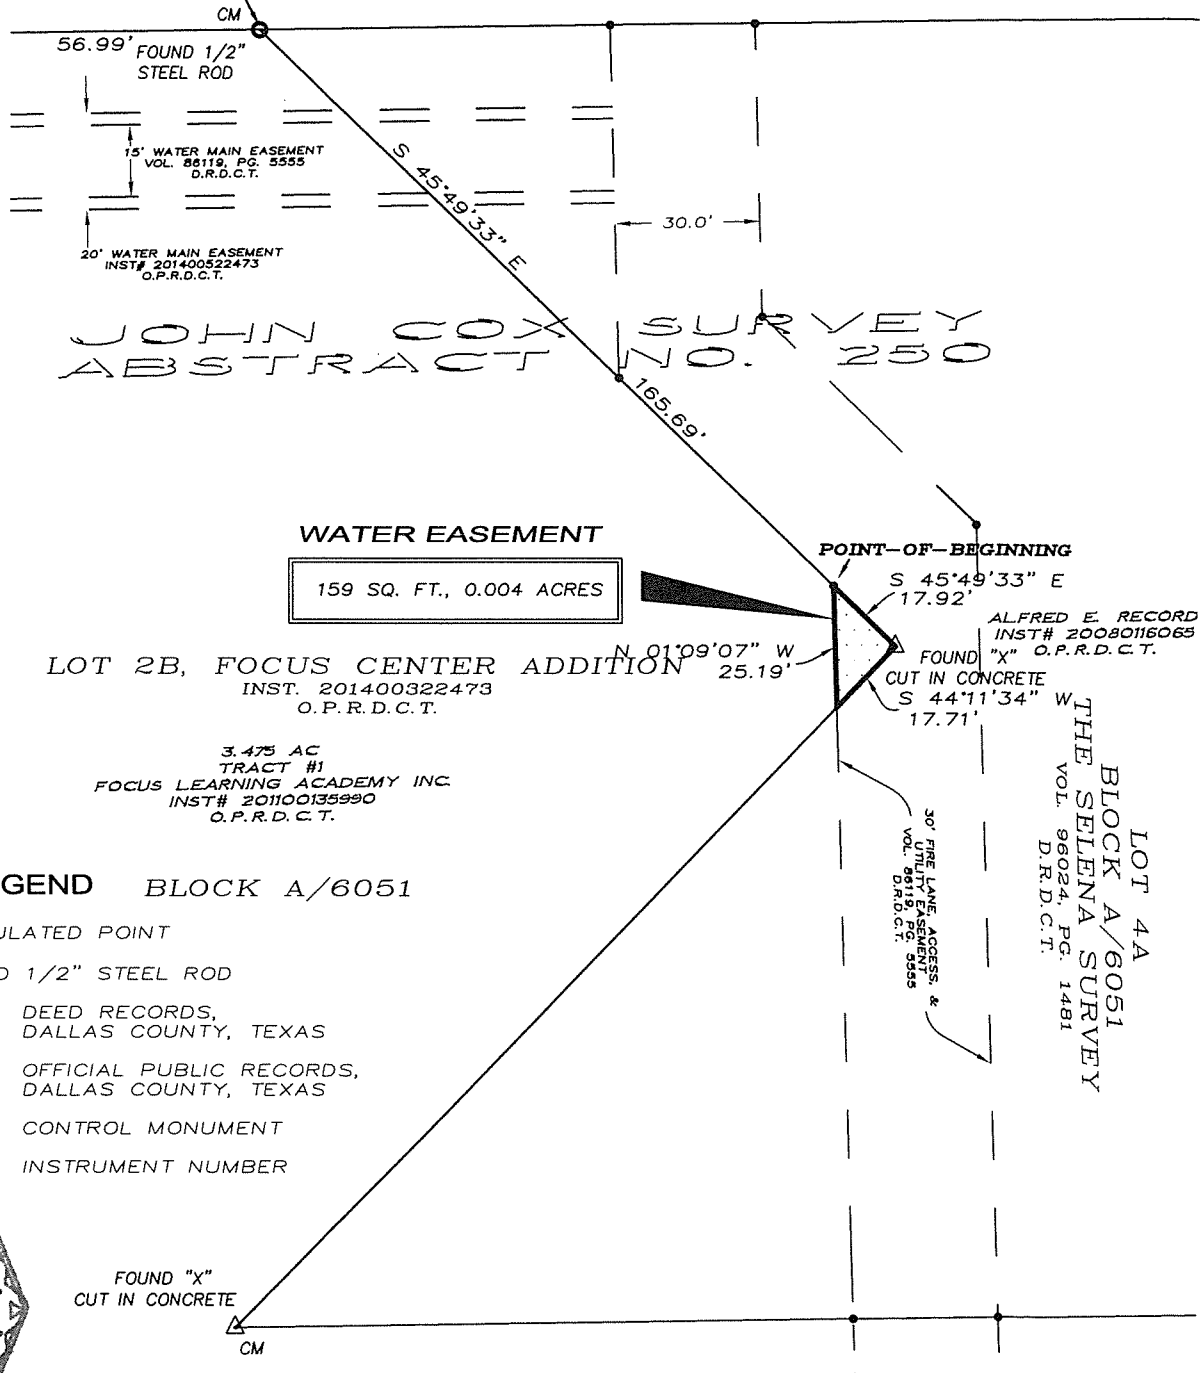 CM
56.99' FOUND 1/2"
STEEL ROD
15' WATER MAIN EASEMENT
VOL. 86119, PG. 5555
D.R.D.C.T.
20' WATER MAIN EASEMENT
INST# 201400522473
O.P.R.D.C.T.
S 45°49'33" E
30.0'
JOHN COX SURVEY
ABSTRACT NO. 250
165.69'
WATER EASEMENT
159 SQ. FT., 0.004 ACRES
POINT-OF-BEGINNING
S 45°49'33" E
17.92'
ALFRED E. RECORD
INST# 20080116065
O.P.R.D.C.T.
N 01°09'07" W
25.19'
FOUND "X"
CUT IN CONCRETE
S 44°11'34" W
17.71'
LOT 2B, FOCUS CENTER ADDITION
INST. 201400322473
O.P.R.D.C.T.
3.475 AC
TRACT #1
FOCUS LEARNING ACADEMY INC.
INST# 201100135990
O.P.R.D.C.T.
30' FIRE LANE, ACCESS, &
UTILITY EASEMENT
VOL. 86119, PG. 5555
D.R.D.C.T.
LOT 4A
BLOCK A/6051
THE SELENA SURVEY
VOL. 96024, PG. 1481
D.R.D.C.T.
GEND
BLOCK A/6051
ULATED POINT
D 1/2" STEEL ROD
DEED RECORDS,
DALLAS COUNTY, TEXAS
OFFICIAL PUBLIC RECORDS,
DALLAS COUNTY, TEXAS
CONTROL MONUMENT
INSTRUMENT NUMBER
FOUND "X"
CUT IN CONCRETE
CM